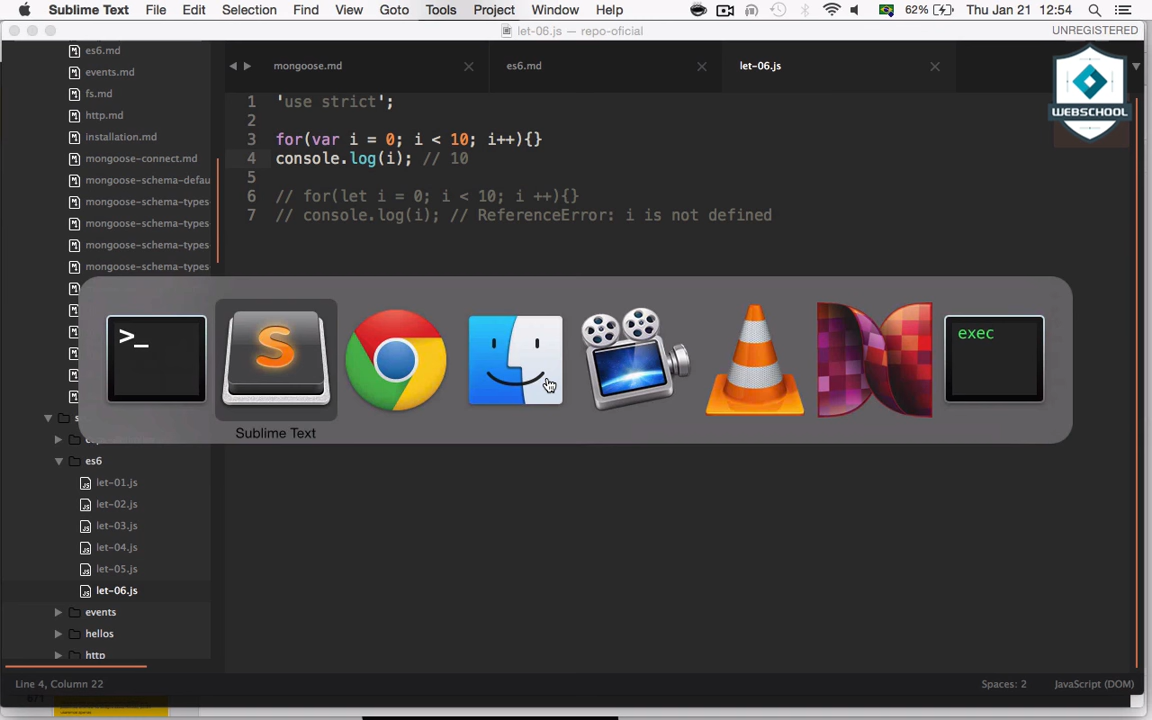 Sublime Text File Edit Selection Find View Goto Tools Project Window Help 62% Thu Jan 21 12:54
let-06.js — repo-oficial UNREGISTERED
mongoose.md es6.md let-06.js
WEBSCHOOL
es6.md
events.md
fs.md
http.md
installation.md
mongoose-connect.md
mongoose-schema-defau
mongoose-schema-types
mongoose-schema-types
mongoose-schema-types
mongoose-schema-types
es6
let-01.js
let-02.js
let-03.js
let-04.js
let-05.js
let-06.js
events
hellos
http
1 'use strict';
2
3 for(var i = 0; i < 10; i++){}
4 console.log(i); // 10
5
6 // for(let i = 0; i < 10; i ++){}
7 // console.log(i); // ReferenceError: i is not defined
>_
S
exec
Sublime Text
Line 4, Column 22 Spaces: 2 JavaScript (DOM)